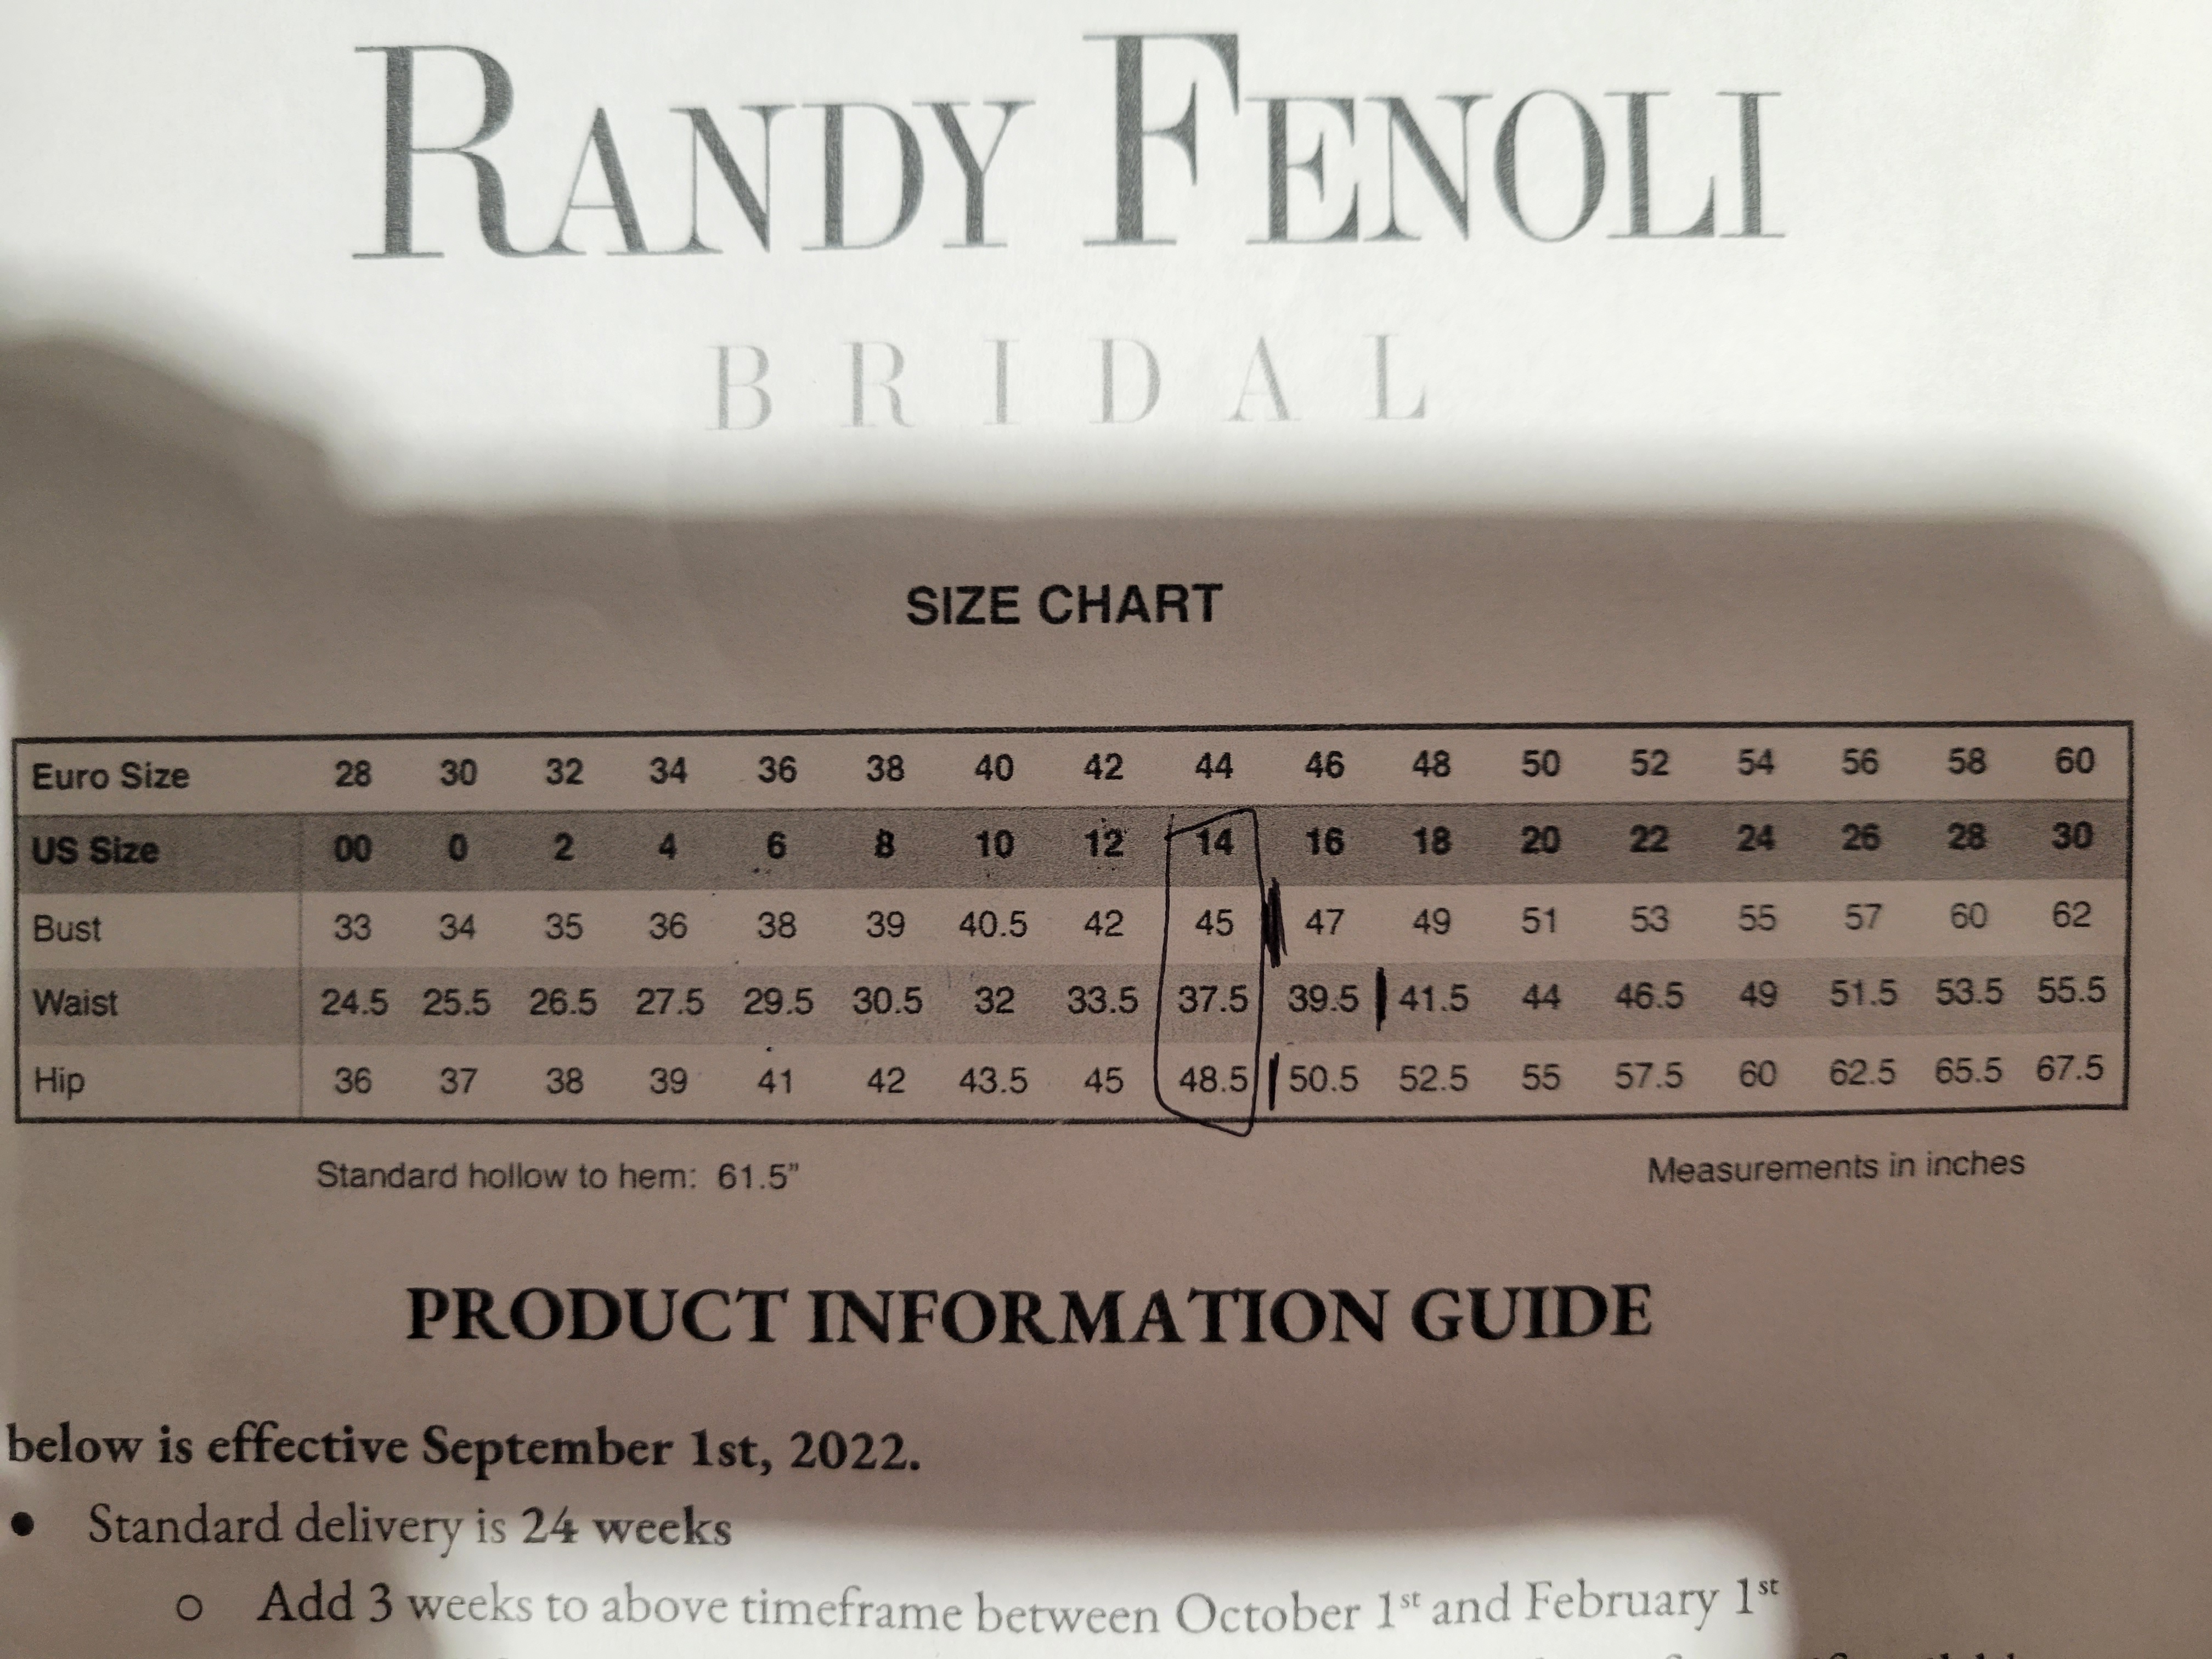 RANDY FENOLI
BRIDAL
SIZE CHART
Euro Size 28 30 32 34 36 38 40 42 44 46 48 50 52 54 56 58 60
US Size 00 0 2 4 6 8 10 12 14 16 18 20 22 24 26 28 30
Bust 33 34 35 36 38 39 40.5 42 45 47 49 51 53 55 57 60 62
Waist 24.5 25.5 26.5 27.5 29.5 30.5 32 33.5 37.5 39.5 41.5 44 46.5 49 51.5 53.5 55.5
Hip 36 37 38 39 41 42 43.5 45 48.5 50.5 52.5 55 57.5 60 62.5 65.5 67.5
Standard hollow to hem: 61.5" Measurements in inches
PRODUCT INFORMATION GUIDE
below is effective September 1st, 2022.
• Standard delivery is 24 weeks
o Add 3 weeks to above timeframe between October 1st and February 1st